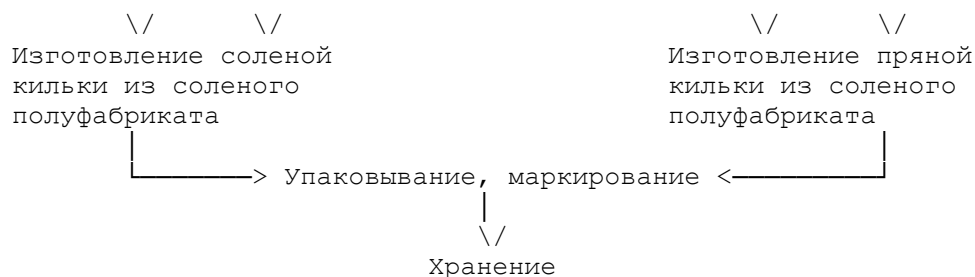 Изготовление соленой
кильки из соленого
полуфабриката
Изготовление пряной
кильки из соленого
полуфабриката
Упаковывание, маркирование
Хранение